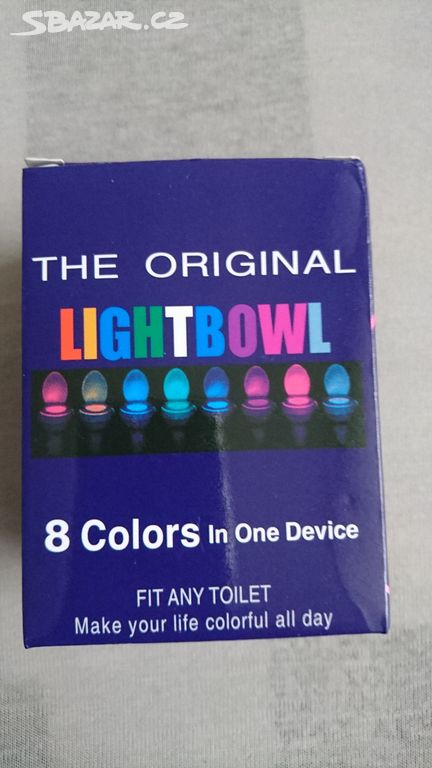 SBAZAR.CZ
THE ORIGINAL
LIGHTBOWL
8 Colors In One Device
FIT ANY TOILET
Make your life colorful all day